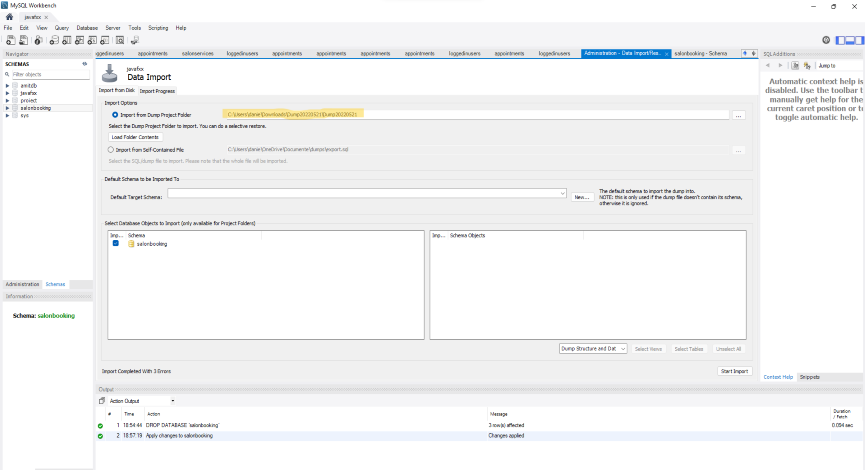 MySQL Workbench
javafxx ×
File Edit View Query Database Server Tools Scripting Help
Navigator
SCHEMAS
Filter objects
amitdb
javafxx
project
salonbooking
sys
Administration Schemas
Information
Schema: salonbooking
loggedinusers appointments salonservices loggedinusers appointments appointments appointments appointments loggedinusers appointments loggedinusers Administration - Data Import/Res... × salonbooking - Schema
javafxx
Data Import
Import from Disk Import Progress
Import Options
Import from Dump Project Folder C:\Users\daniel\Downloads\Dump20220521\Dump20220521 ...
Select the Dump Project Folder to import. You can do a selective restore.
Load Folder Contents
Import from Self-Contained File C:\Users\daniel\OneDrive\Documents\dumps\export.sql ...
Select the SQL/dump file to import. Please note that the whole file will be imported.
Default Schema to be Imported To
Default Target Schema: New...
The default schema to import the dump into.
NOTE: this is only used if the dump file doesn't contain its schema,
otherwise it is ignored.
Select Database Objects to Import (only available for Project Folders)
Imp... Schema
salonbooking
Imp... Schema Objects
Dump Structure and Dat Select Views Select Tables Unselect All
Import Completed With 3 Errors Start Import
Output
Action Output
# Time Action Message Duration / Fetch
1 18:54:44 DROP DATABASE `salonbooking` 3 row(s) affected 0.094 sec
2 18:57:19 Apply changes to salonbooking Changes applied
SQLAdditions
Jump to
Automatic context help is
disabled. Use the toolbar t
manually get help for the
current caret position or to
toggle automatic help.
Context Help Snippets